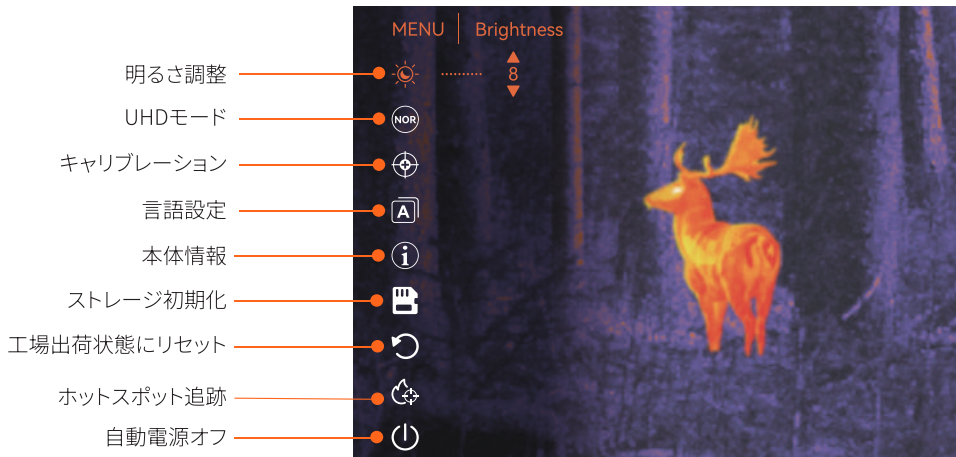 MENU Brightness
明るさ調整
8
UHDモード
NOR
キャリブレーション
言語設定
A
本体情報
i
ストレージ初期化
工場出荷状態にリセット
ホットスポット追跡
自動電源オフ